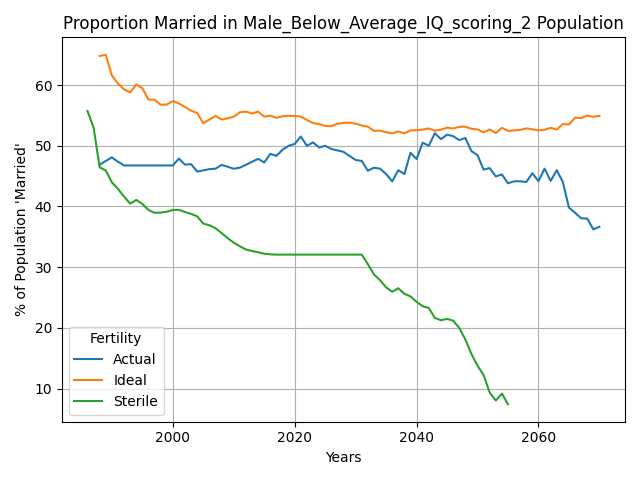 Proportion Married in Male_Below_Average_IQ_scoring_2 Population
% of Population 'Married'
60
50
40
30
20
10
Fertility
Actual
Ideal
Sterile
2000 2020 2040 2060
Years